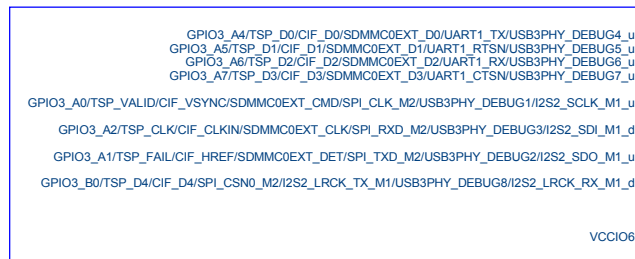 GPIO3_A4/TSP_D0/CIF_D0/SDMMC0EXT_D0/UART1_TX/USB3PHY_DEBUG4_u
GPIO3_A5/TSP_D1/CIF_D1/SDMMC0EXT_D1/UART1_RTSN/USB3PHY_DEBUG5_u
GPIO3_A6/TSP_D2/CIF_D2/SDMMC0EXT_D2/UART1_RX/USB3PHY_DEBUG6_u
GPIO3_A7/TSP_D3/CIF_D3/SDMMC0EXT_D3/UART1_CTSN/USB3PHY_DEBUG7_u
GPIO3_A0/TSP_VALID/CIF_VSYNC/SDMMC0EXT_CMD/SPI_CLK_M2/USB3PHY_DEBUG1/I2S2_SCLK_M1_u
GPIO3_A2/TSP_CLK/CIF_CLKIN/SDMMC0EXT_CLK/SPI_RXD_M2/USB3PHY_DEBUG3/I2S2_SDI_M1_d
GPIO3_A1/TSP_FAIL/CIF_HREF/SDMMC0EXT_DET/SPI_TXD_M2/USB3PHY_DEBUG2/I2S2_SDO_M1_u
GPIO3_B0/TSP_D4/CIF_D4/SPI_CSN0_M2/I2S2_LRCK_TX_M1/USB3PHY_DEBUG8/I2S2_LRCK_RX_M1_d
VCCIO6